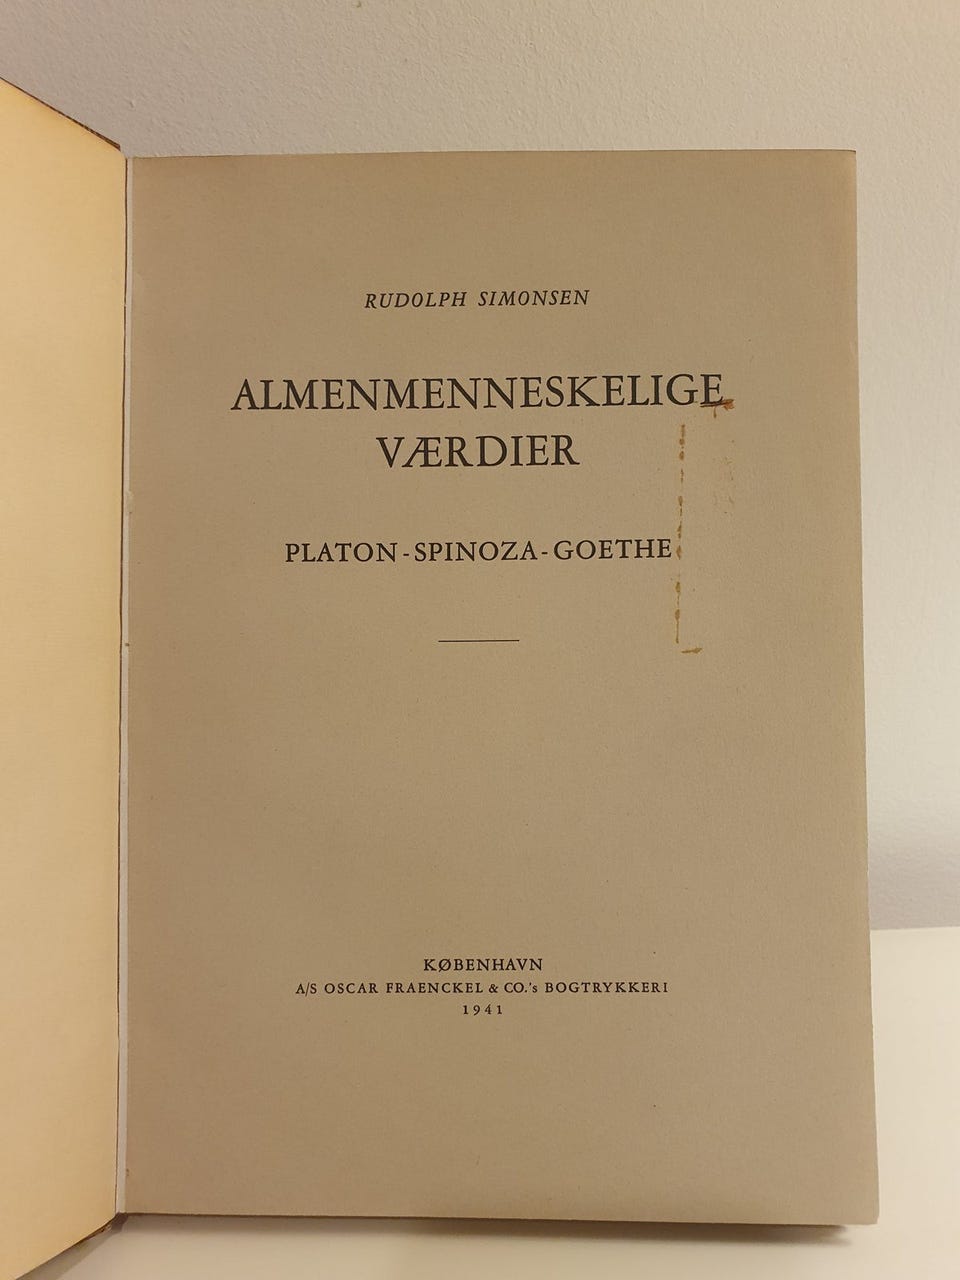 RUDOLPH SIMONSEN
ALMENMENNESKELIGE
VÆRDIER
PLATON-SPINOZA-GOETHE
KØBENHAVN
A/S OSCAR FRAENCKEL & CO.'s BOGTRYKKERI
1941